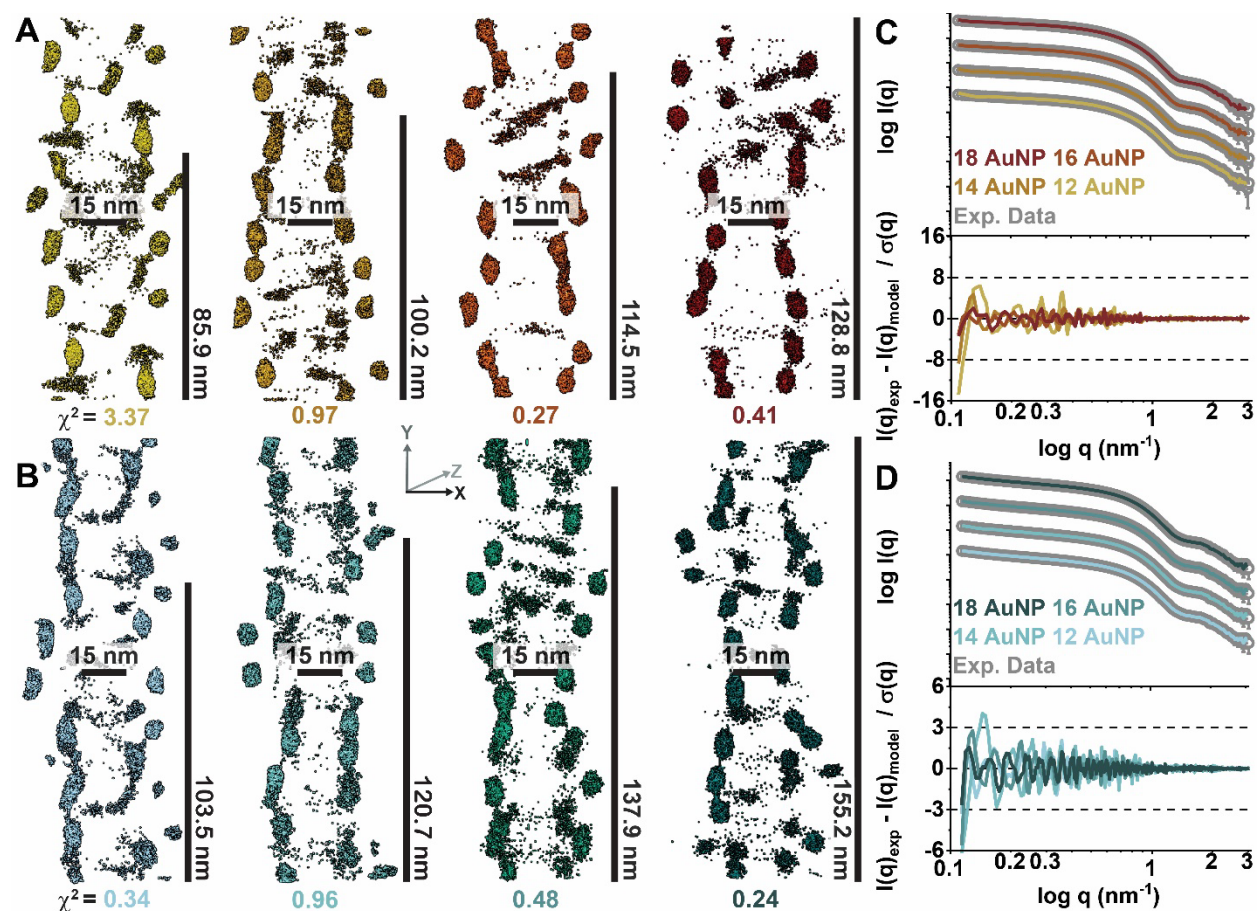 A
15 nm
15 nm
15 nm
15 nm
85.9 nm
100.2 nm
114.5 nm
128.8 nm
χ² = 3.37
0.97
0.27
0.41
B
Y
Z
X
15 nm
15 nm
15 nm
15 nm
103.5 nm
120.7 nm
137.9 nm
155.2 nm
χ² = 0.34
0.96
0.48
0.24
C
log I(q)
18 AuNP 16 AuNP
14 AuNP 12 AuNP
Exp. Data
I(q)exp - I(q)model / σ(q)
16
8
0
-8
-16
0.1 0.2 0.3 1 2 3
log q (nm⁻¹)
D
log I(q)
18 AuNP 16 AuNP
14 AuNP 12 AuNP
Exp. Data
I(q)exp - I(q)model / σ(q)
6
3
0
-3
-6
0.1 0.2 0.3 1 2 3
log q (nm⁻¹)